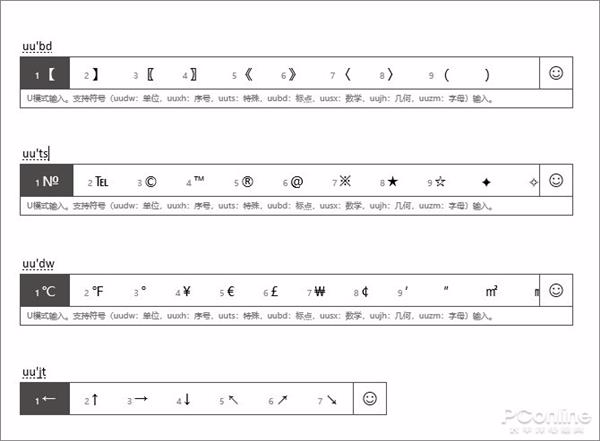 uu'bd
1【 2】 3〖 4〗 5《 6》 7〈 8〉 9（ ）
U模式输入。支持符号（uudw：单位，uuxh：序号，uuts：特殊，uubd：标点，uusx：数学，uujh：几何，uuzm：字母）输入。
uu'ts
1№ 2℡ 3© 4™ 5® 6@ 7※ 8★ 9☆ ✦ ✧
U模式输入。支持符号（uudw：单位，uuxh：序号，uuts：特殊，uubd：标点，uusx：数学，uujh：几何，uuzm：字母）输入。
uu'dw
1℃ 2℉ 3° 4¥ 5€ 6£ 7₩ 8¢ 9′ ″ ㎡
U模式输入。支持符号（uudw：单位，uuxh：序号，uuts：特殊，uubd：标点，uusx：数学，uujh：几何，uuzm：字母）输入。
uu'jt
1← 2↑ 3→ 4↓ 5↖ 6↗ 7↘
PConline
太平洋电脑网